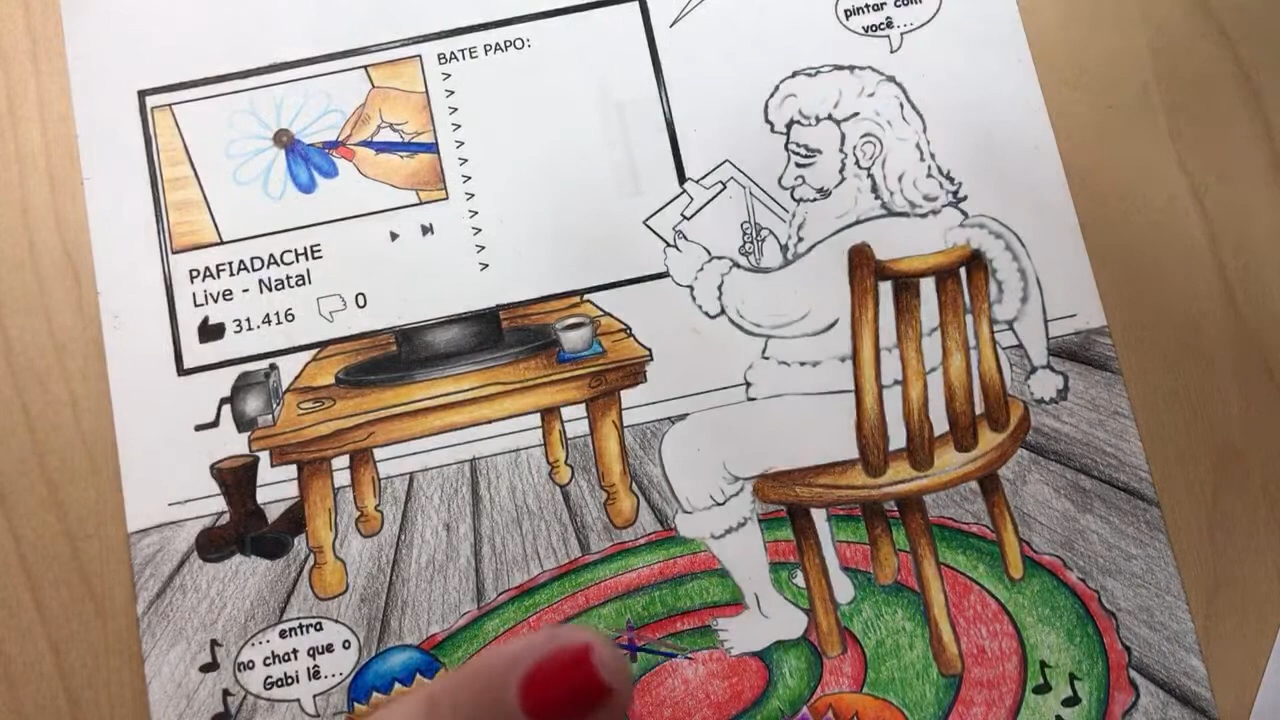 pintar com
você...
BATE PAPO:
>
>
>
>
>
>
>
>
>
>
>
>
PAFIADACHE
Live - Natal
31.416 0
... entra
no chat que o
Gabi lê...